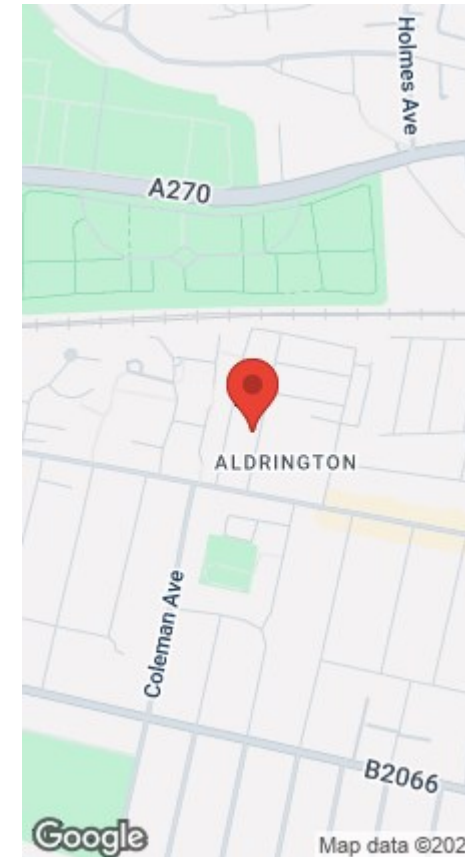 Holmes Ave
A270
ALDRINGTON
Coleman Ave
B2066
Google
Map data ©202